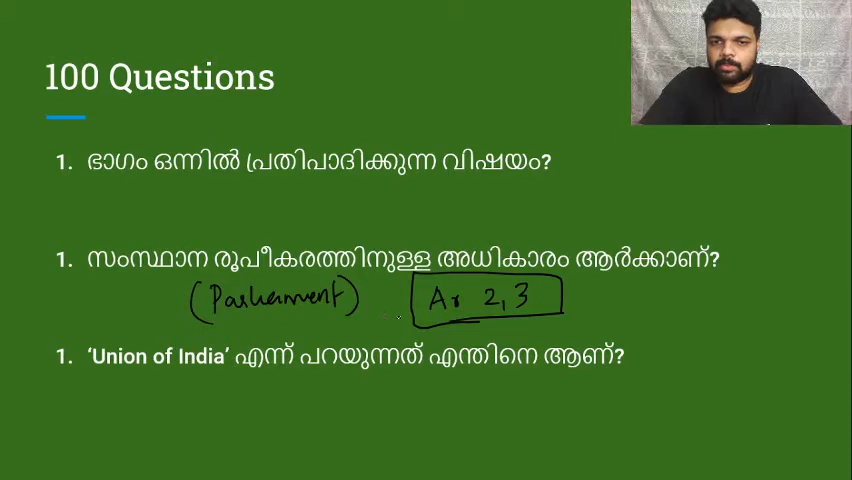 100 Questions
1. ഭാഗം ഒന്നിൽ പ്രതിപാദിക്കുന്ന വിഷയം?
1. സംസ്ഥാന രൂപീകരത്തിനുള്ള അധികാരം ആർക്കാണ്?
(Parliament) Ar 2,3
1. ‘Union of India’ എന്ന് പറയുന്നത് എന്തിനെ ആണ്?